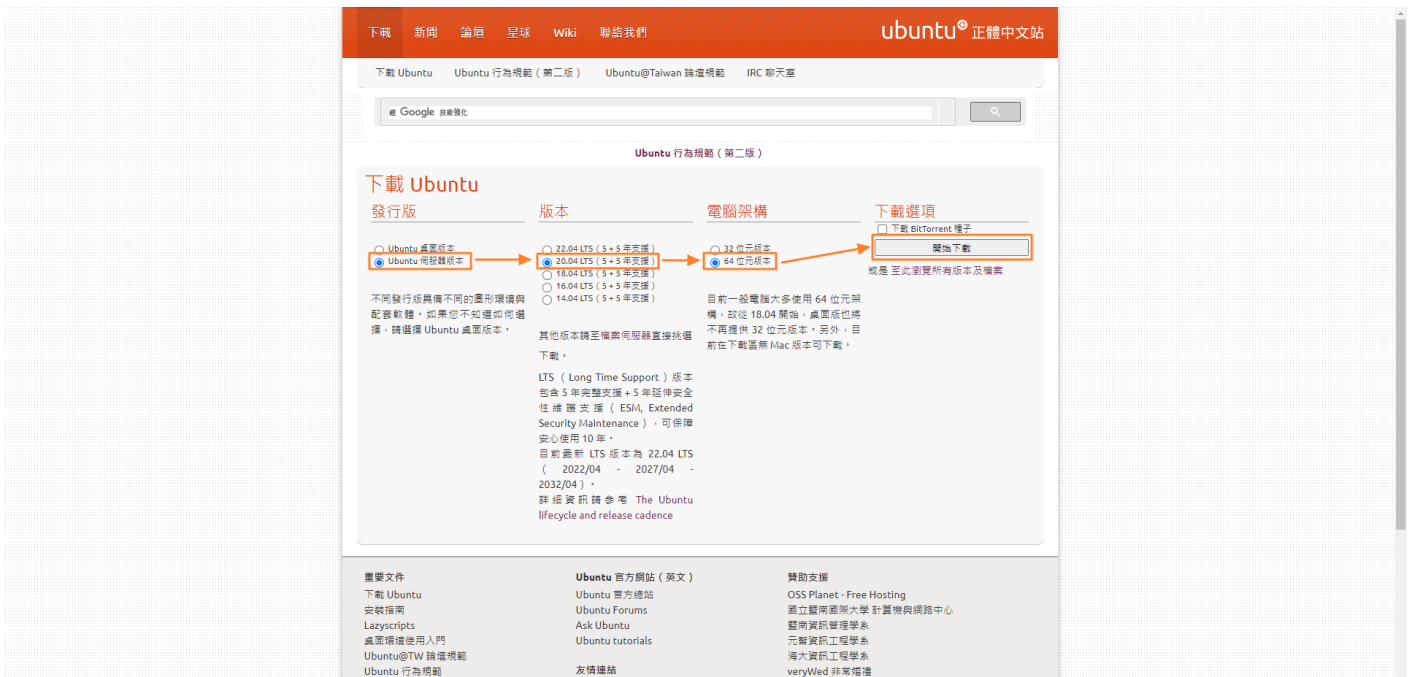 下載 新聞 論壇 星球 Wiki 聯絡我們
ubuntu 正體中文站
下載 Ubuntu Ubuntu 行為規範（第二版） Ubuntu@Taiwan 論壇規範 IRC 聊天室
經 Google 技術強化
Ubuntu 行為規範（第二版）
下載 Ubuntu
發行版
Ubuntu 桌面版本
Ubuntu 伺服器版本
不同發行版具備不同的圖形環境與
配套軟體。如果您不知道如何選
擇，請選擇 Ubuntu 桌面版本。
版本
22.04 LTS（5 + 5 年支援）
20.04 LTS（5 + 5 年支援）
18.04 LTS（5 + 5 年支援）
16.04 LTS（5 + 5 年支援）
14.04 LTS（5 + 5 年支援）
其他版本請至檔案伺服器直接挑選
下載。
LTS （ Long Time Support ）版本
包含 5 年完整支援 + 5 年延伸安全
性維護支援（ ESM, Extended
Security Maintenance ），可保障
安心使用 10 年。
目前最新 LTS 版本為 22.04 LTS
（ 2022/04 - 2027/04 -
2032/04 ）。
詳細資訊請參考 The Ubuntu
lifecycle and release cadence
電腦架構
32 位元版本
64 位元版本
目前一般電腦大多使用 64 位元架
構，故從 18.04 開始，桌面版也將
不再提供 32 位元版本。另外，目
前在下載區無 Mac 版本可下載。
下載選項
下載 BitTorrent 種子
開始下載
或是 至此瀏覽所有版本及檔案
重要文件
下載 Ubuntu
安裝指南
Lazyscripts
桌面環境使用入門
Ubuntu@TW 論壇規範
Ubuntu 行為規範
Ubuntu 官方網站（英文）
Ubuntu 官方總站
Ubuntu Forums
Ask Ubuntu
Ubuntu tutorials
友情連結
贊助支援
OSS Planet - Free Hosting
國立暨南國際大學 計算機與網路中心
暨南資訊管理學系
元智資訊工程學系
海大資訊工程學系
veryWed 非常婚禮